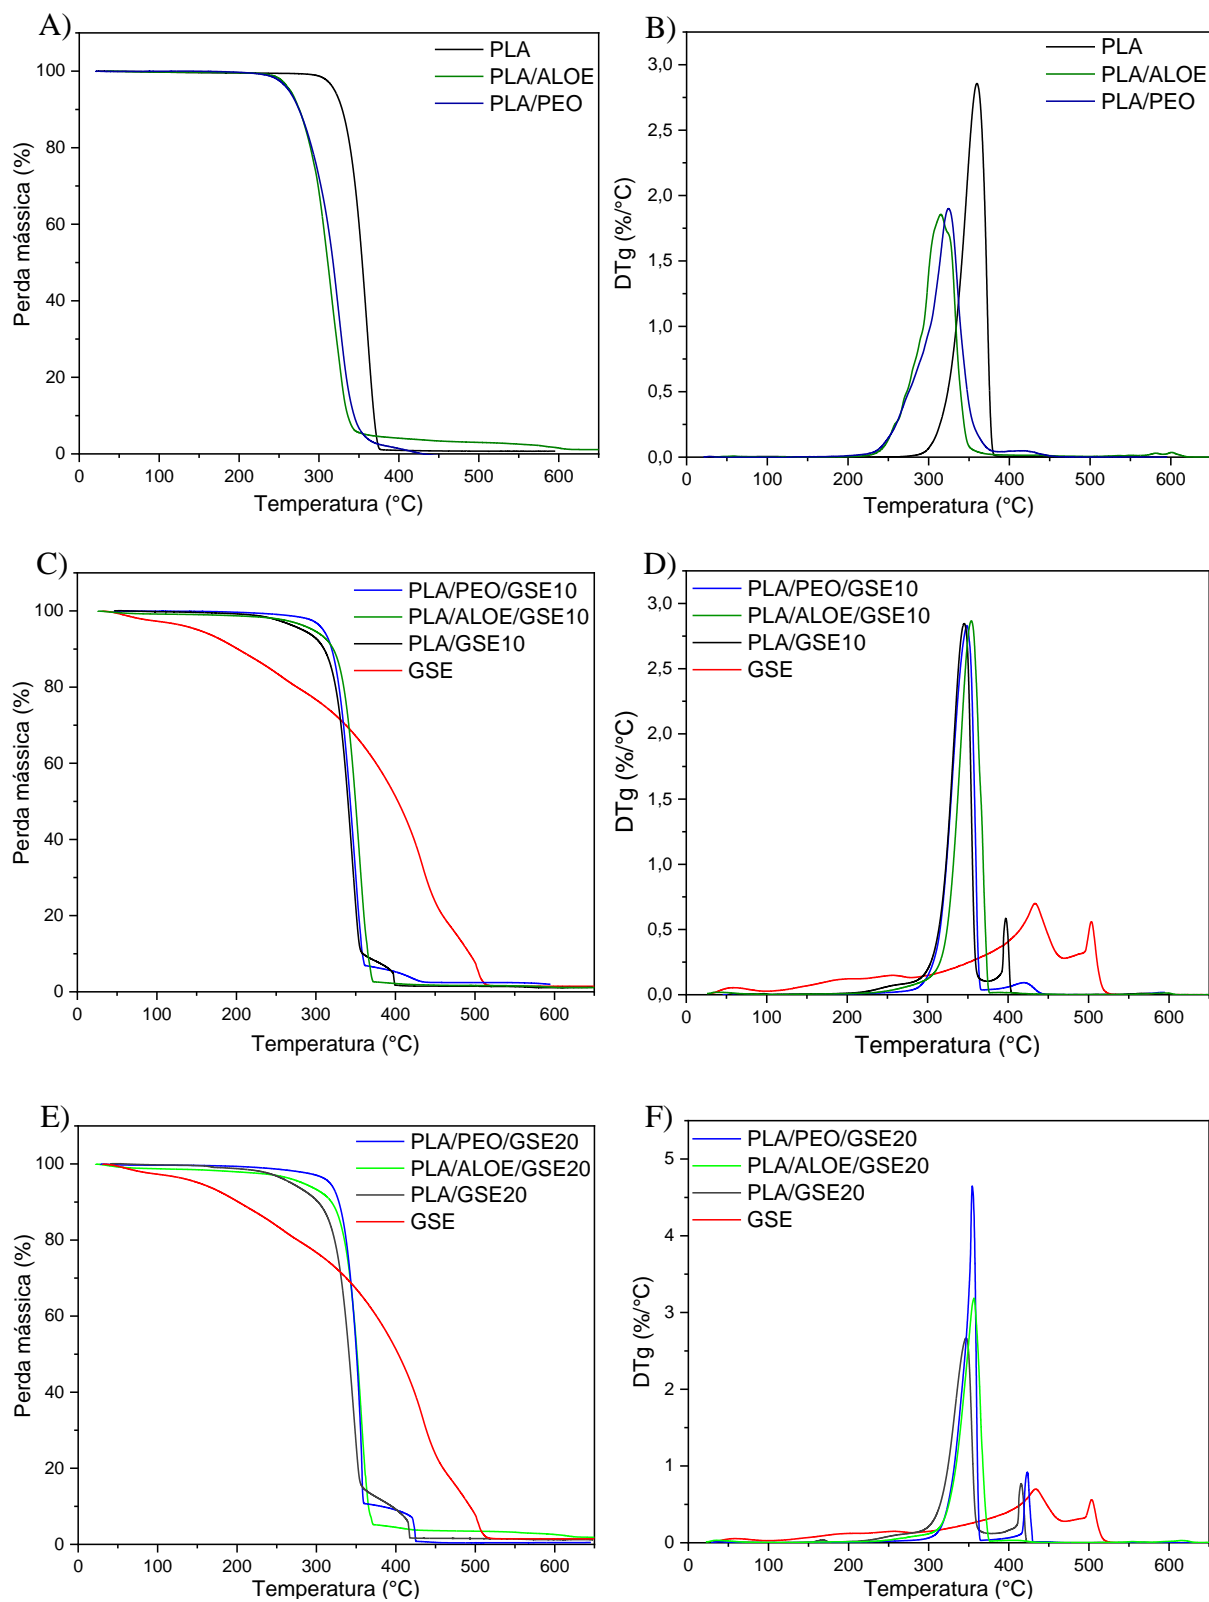 A)
PLA
PLA/ALOE
PLA/PEO
100
80
60
40
20
0
0 100 200 300 400 500 600
Perda mássica (%)
Temperatura (°C)
B)
PLA
PLA/ALOE
PLA/PEO
3,0
2,5
2,0
1,5
1,0
0,5
0,0
0 100 200 300 400 500 600
DTg (%/°C)
Temperatura (°C)
C)
PLA/PEO/GSE10
PLA/ALOE/GSE10
PLA/GSE10
GSE
100
80
60
40
20
0
0 100 200 300 400 500 600
Perda mássica (%)
Temperatura (°C)
D)
PLA/PEO/GSE10
PLA/ALOE/GSE10
PLA/GSE10
GSE
3,0
2,5
2,0
1,5
1,0
0,5
0,0
0 100 200 300 400 500 600
DTg (%/°C)
Temperatura (°C)
E)
PLA/PEO/GSE20
PLA/ALOE/GSE20
PLA/GSE20
GSE
100
80
60
40
20
0
0 100 200 300 400 500 600
Perda mássica (%)
Temperatura (°C)
F)
PLA/PEO/GSE20
PLA/ALOE/GSE20
PLA/GSE20
GSE
5
4
3
2
1
0
0 100 200 300 400 500 600
DTg (%/°C)
Temperatura (°C)